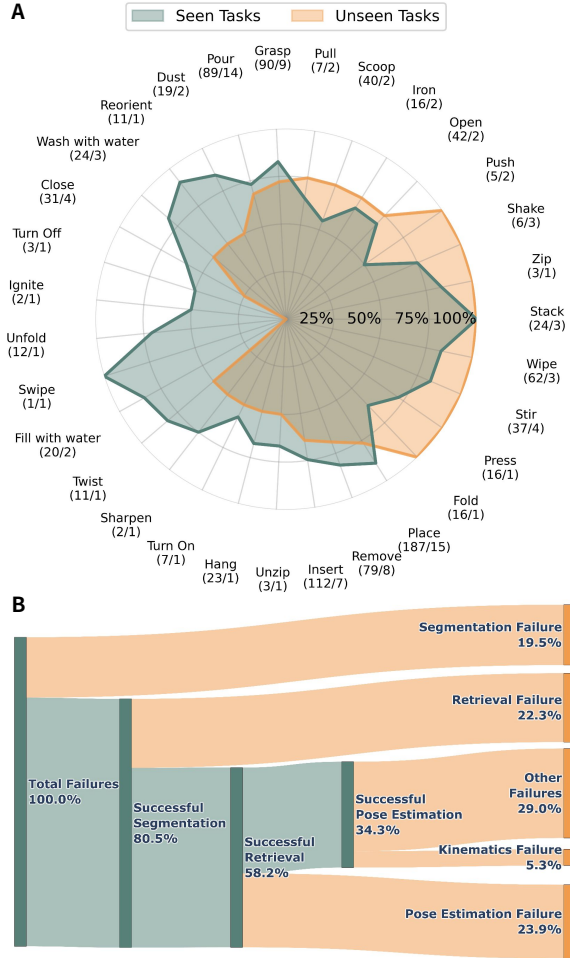 A
Seen Tasks
Unseen Tasks
Grasp
(90/9)
Pull
(7/2)
Scoop
(40/2)
Iron
(16/2)
Open
(42/2)
Push
(5/2)
Shake
(6/3)
Zip
(3/1)
Stack
(24/3)
Wipe
(62/3)
Stir
(37/4)
Press
(16/1)
Fold
(16/1)
Place
(187/15)
Remove
(79/8)
Insert
(112/7)
Unzip
(3/1)
Hang
(23/1)
Turn On
(7/1)
Sharpen
(2/1)
Twist
(11/1)
Fill with water
(20/2)
Swipe
(1/1)
Unfold
(12/1)
Ignite
(2/1)
Turn Off
(3/1)
Close
(31/4)
Wash with water
(24/3)
Reorient
(11/1)
Dust
(19/2)
Pour
(89/14)
25% 50% 75% 100%
B
Segmentation Failure
19.5%
Retrieval Failure
22.3%
Other
Failures
29.0%
Kinematics Failure
5.3%
Pose Estimation Failure
23.9%
Total Failures
100.0%
Successful
Segmentation
80.5%
Successful
Retrieval
58.2%
Successful
Pose Estimation
34.3%